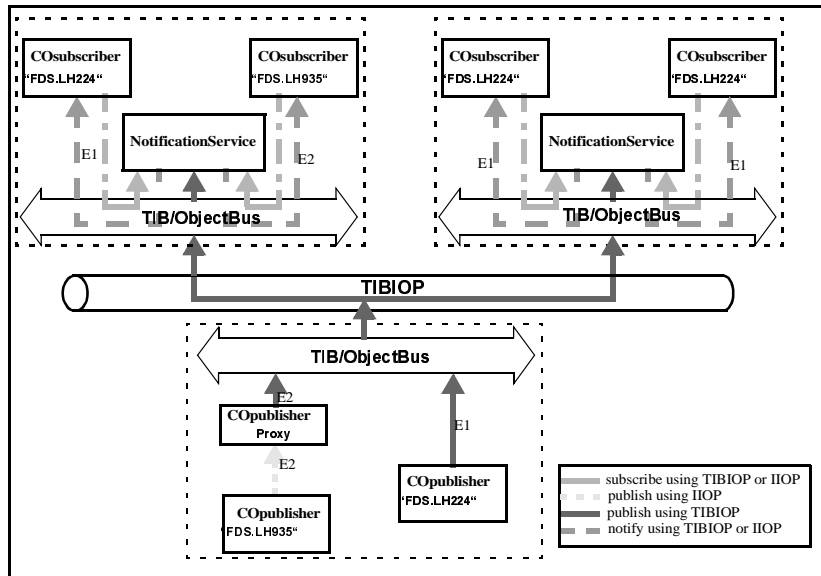 COsubscriber
"FDS.LH224"
COsubscriber
"FDS.LH935"
NotificationService
E1
E2
TIB/ObjectBus
COsubscriber
"FDS.LH224"
COsubscriber
"FDS.LH224"
NotificationService
E1
E1
TIB/ObjectBus
TIBIOP
TIB/ObjectBus
E2
COpublisher
Proxy
E2
COpublisher
'FDS.LH935"
E1
COpublisher
'FDS.LH224"
subscribe using TIBIOP or IIOP
publish using IIOP
publish using TIBIOP
notify using TIBIOP or IIOP